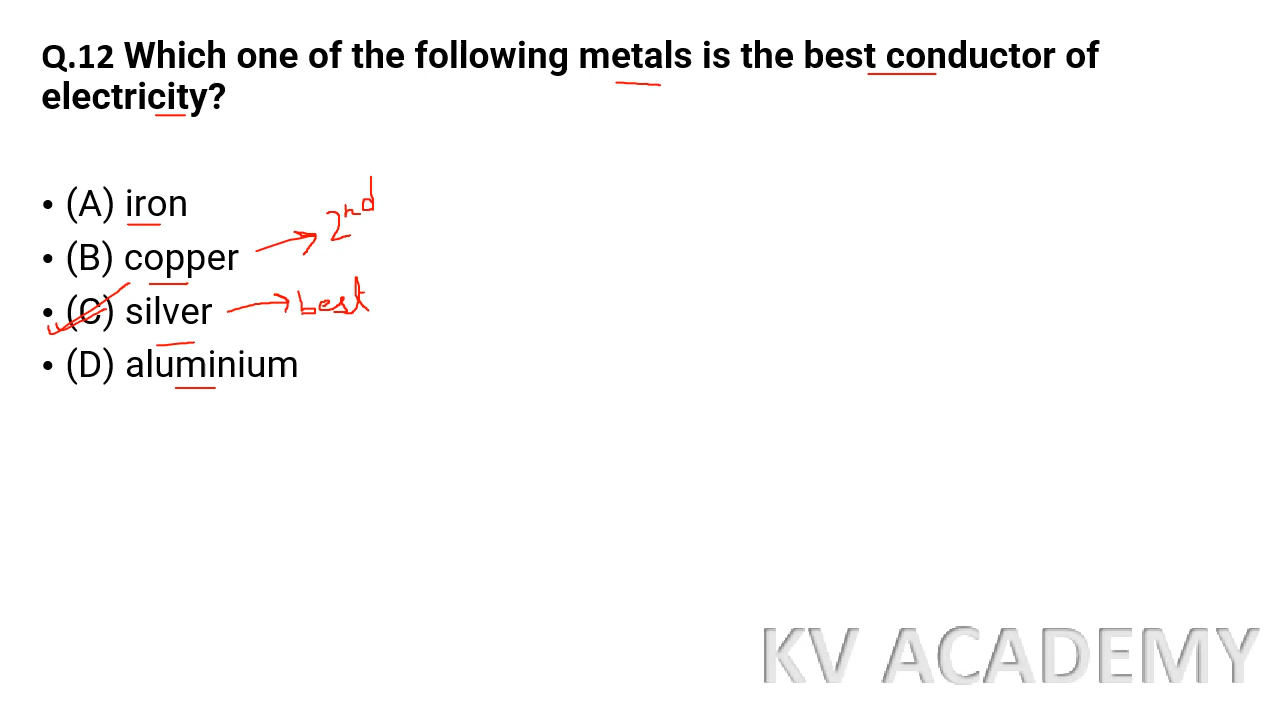 Q.12 Which one of the following metals is the best conductor of
electricity?
• (A) iron
• (B) copper → 2nd
• (C) silver → best
• (D) aluminium
KV ACADEMY